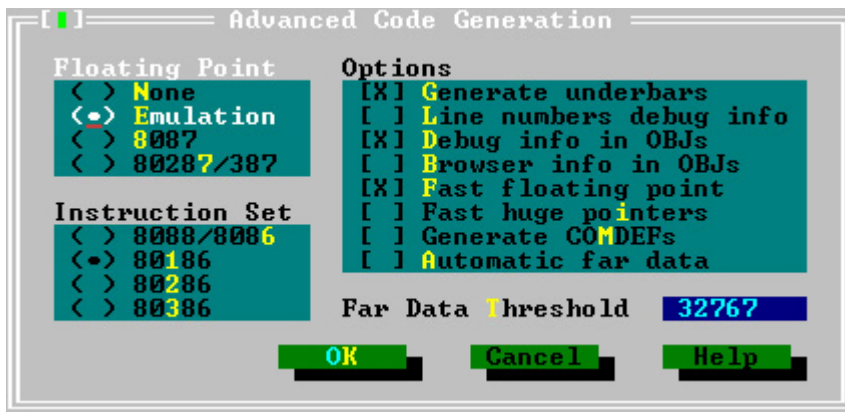 [■] Advanced Code Generation
Floating Point
( ) None
(•) Emulation
( ) 8087
( ) 80287/387
Instruction Set
( ) 8088/8086
(•) 80186
( ) 80286
( ) 80386
Options
[X] Generate underbars
[ ] Line numbers debug info
[X] Debug info in OBJs
[ ] Browser info in OBJs
[X] Fast floating point
[ ] Fast huge pointers
[ ] Generate COMDEFs
[ ] Automatic far data
Far Data Threshold 32767
OK Cancel Help